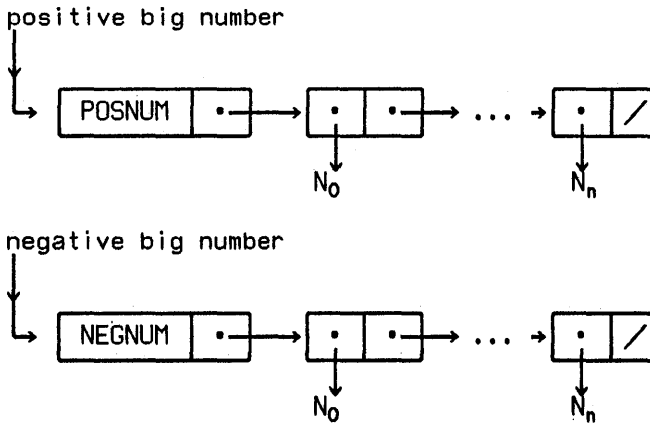 positive big number
POSNUM ...
N0 Nn
negative big number
NEGNUM ...
N0 Nn